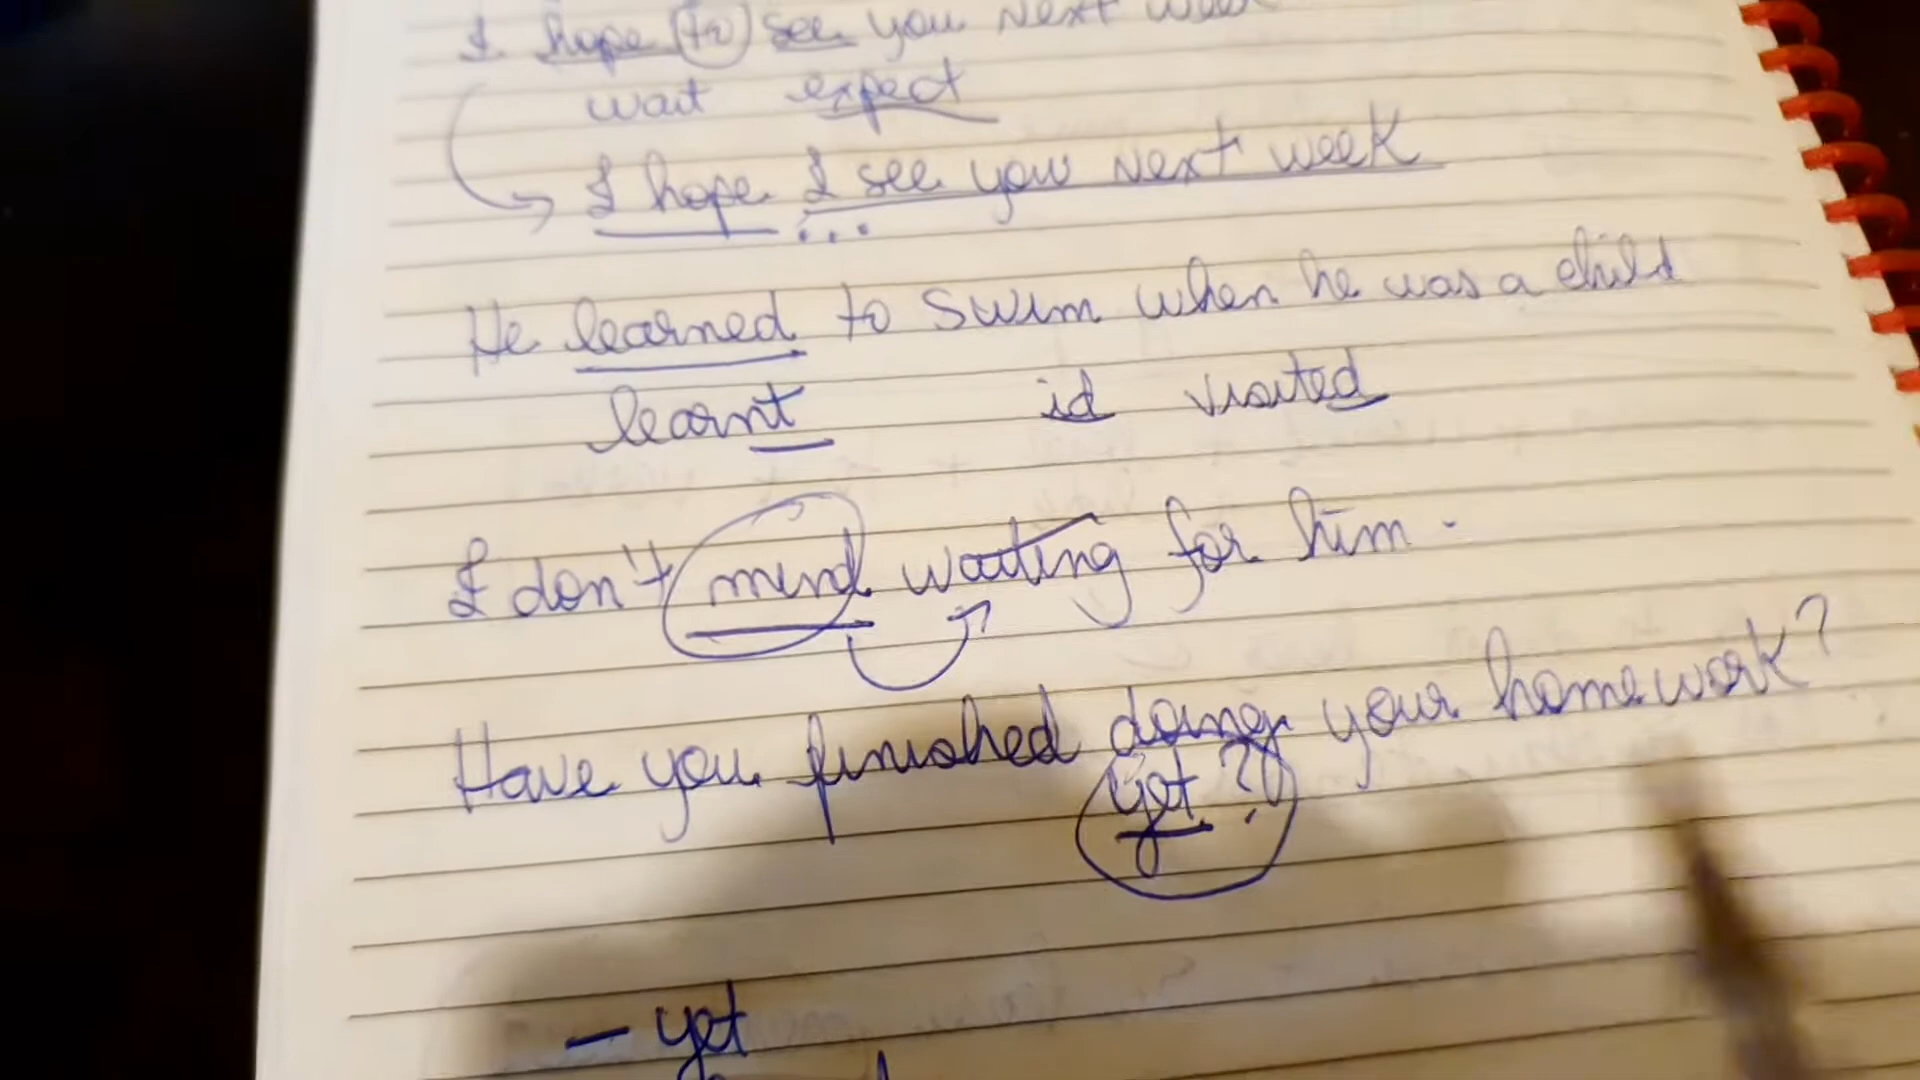 I hope to see you Next week
wait expect
I hope I see you Next week
...
He learned to swim when he was a child
learnt id visited
I don't mind waiting for him.
Have you finished doing your homework?
yet?
- yet